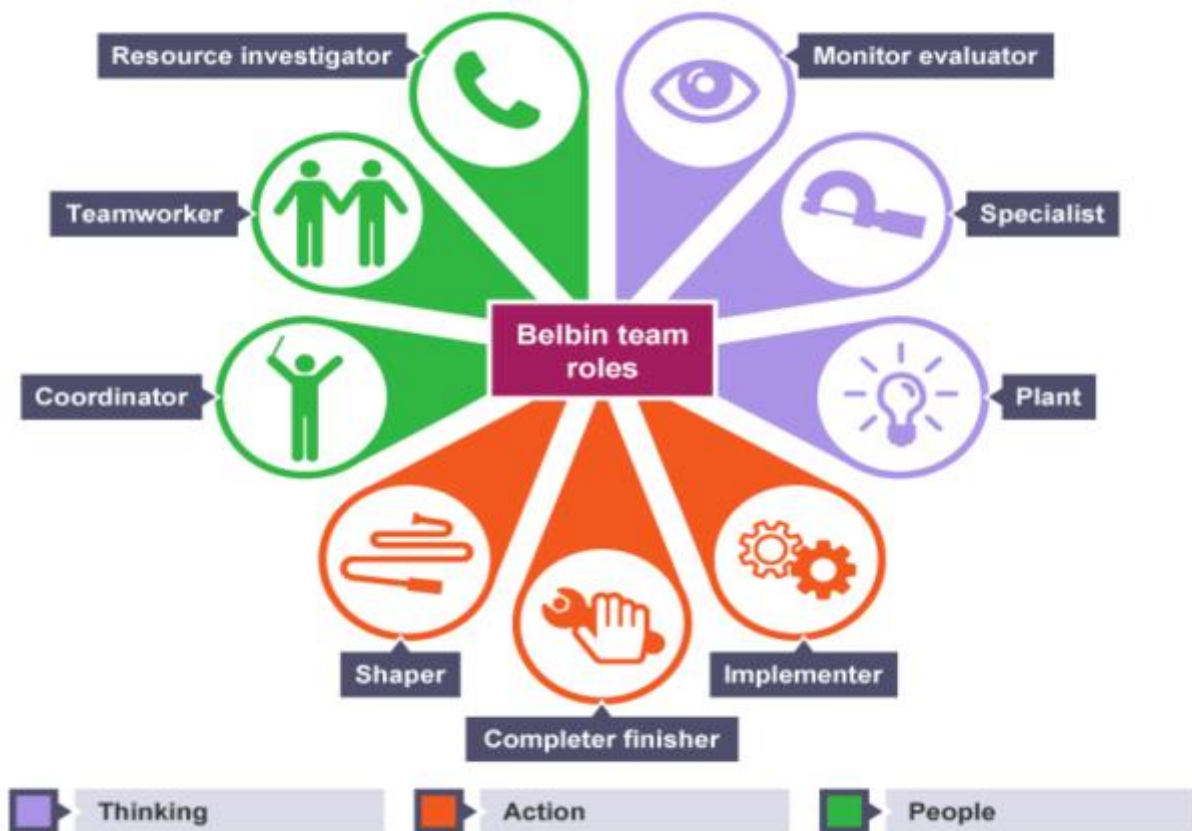 Resource investigator
Monitor evaluator
Teamworker
Specialist
Belbin team
roles
Coordinator
Plant
Shaper
Implementer
Completer finisher
Thinking
Action
People